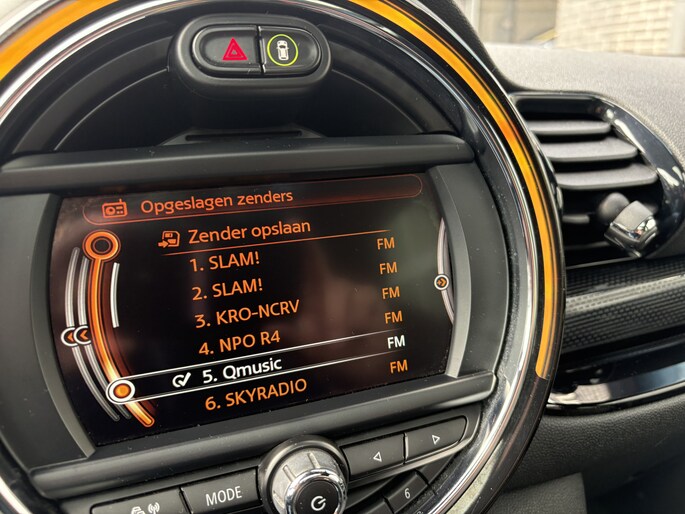 Opgeslagen zenders
Zender opslaan
1. SLAM! FM
2. SLAM! FM
3. KRO-NCRV FM
4. NPO R4 FM
5. Qmusic FM
6. SKYRADIO FM
MODE
6